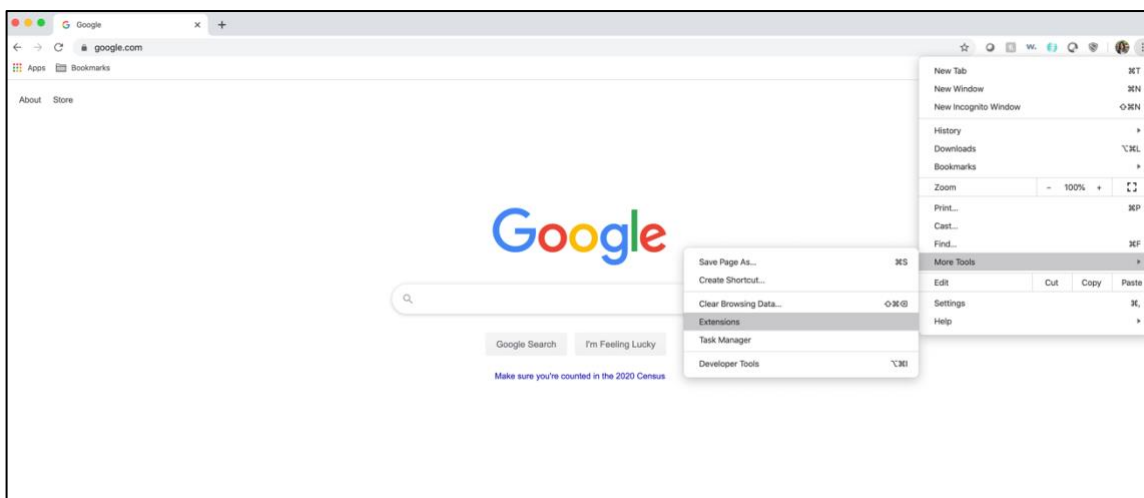 Google
google.com
Apps Bookmarks
About Store
Google
Google Search I'm Feeling Lucky
Make sure you're counted in the 2020 Census
New Tab ⌘T
New Window ⌘N
New Incognito Window ⇧⌘N
History
Downloads ⌥⌘L
Bookmarks
Zoom - 100% +
Print... ⌘P
Cast...
Find... ⌘F
More Tools
Edit Cut Copy Paste
Settings ⌘,
Help
Save Page As... ⌘S
Create Shortcut...
Clear Browsing Data... ⇧⌘⌫
Extensions
Task Manager
Developer Tools ⌥⌘I